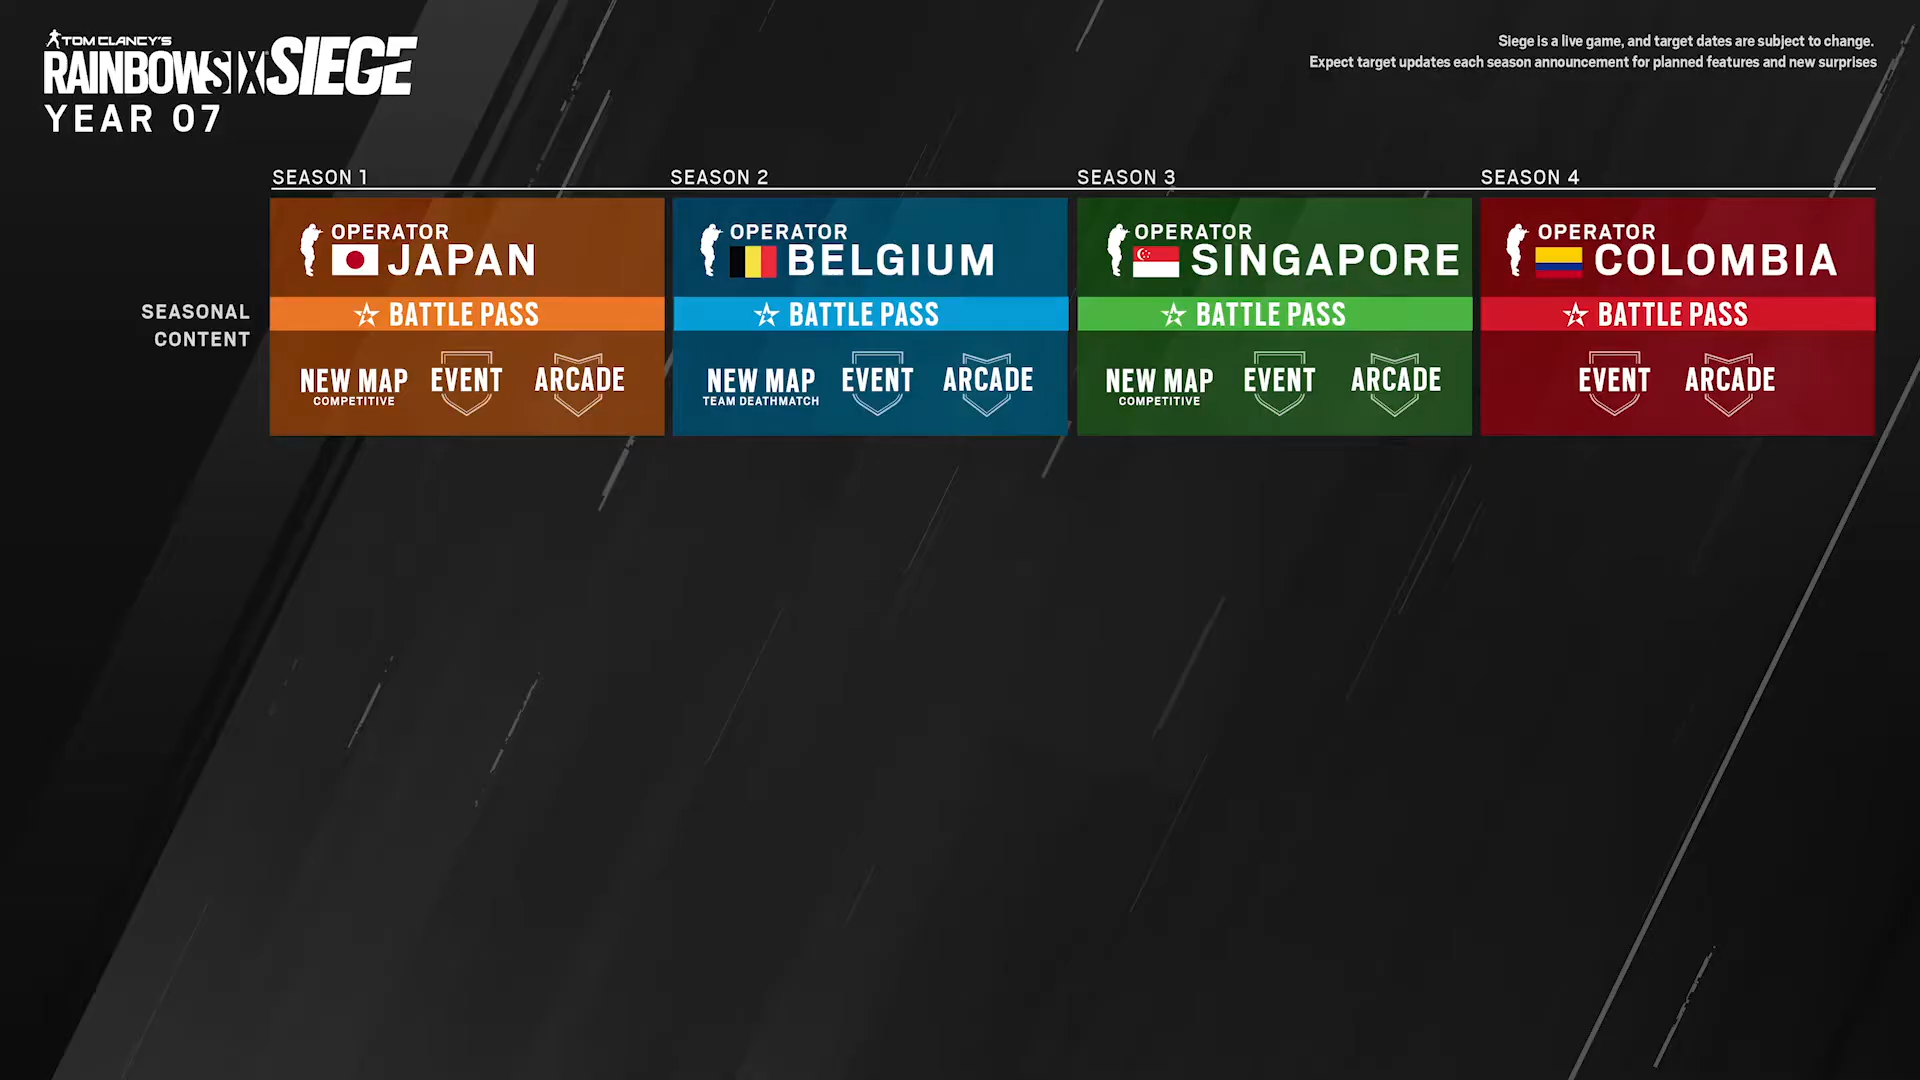 TOM CLANCY'S
RAINBOWSIX SIEGE
YEAR 07
Siege is a live game, and target dates are subject to change.
Expect target updates each season announcement for planned features and new surprises
SEASON 1
SEASON 2
SEASON 3
SEASON 4
OPERATOR
JAPAN
OPERATOR
BELGIUM
OPERATOR
SINGAPORE
OPERATOR
COLOMBIA
SEASONAL
CONTENT
BATTLE PASS
BATTLE PASS
BATTLE PASS
BATTLE PASS
NEW MAP
COMPETITIVE
EVENT
ARCADE
NEW MAP
TEAM DEATHMATCH
EVENT
ARCADE
NEW MAP
COMPETITIVE
EVENT
ARCADE
EVENT
ARCADE